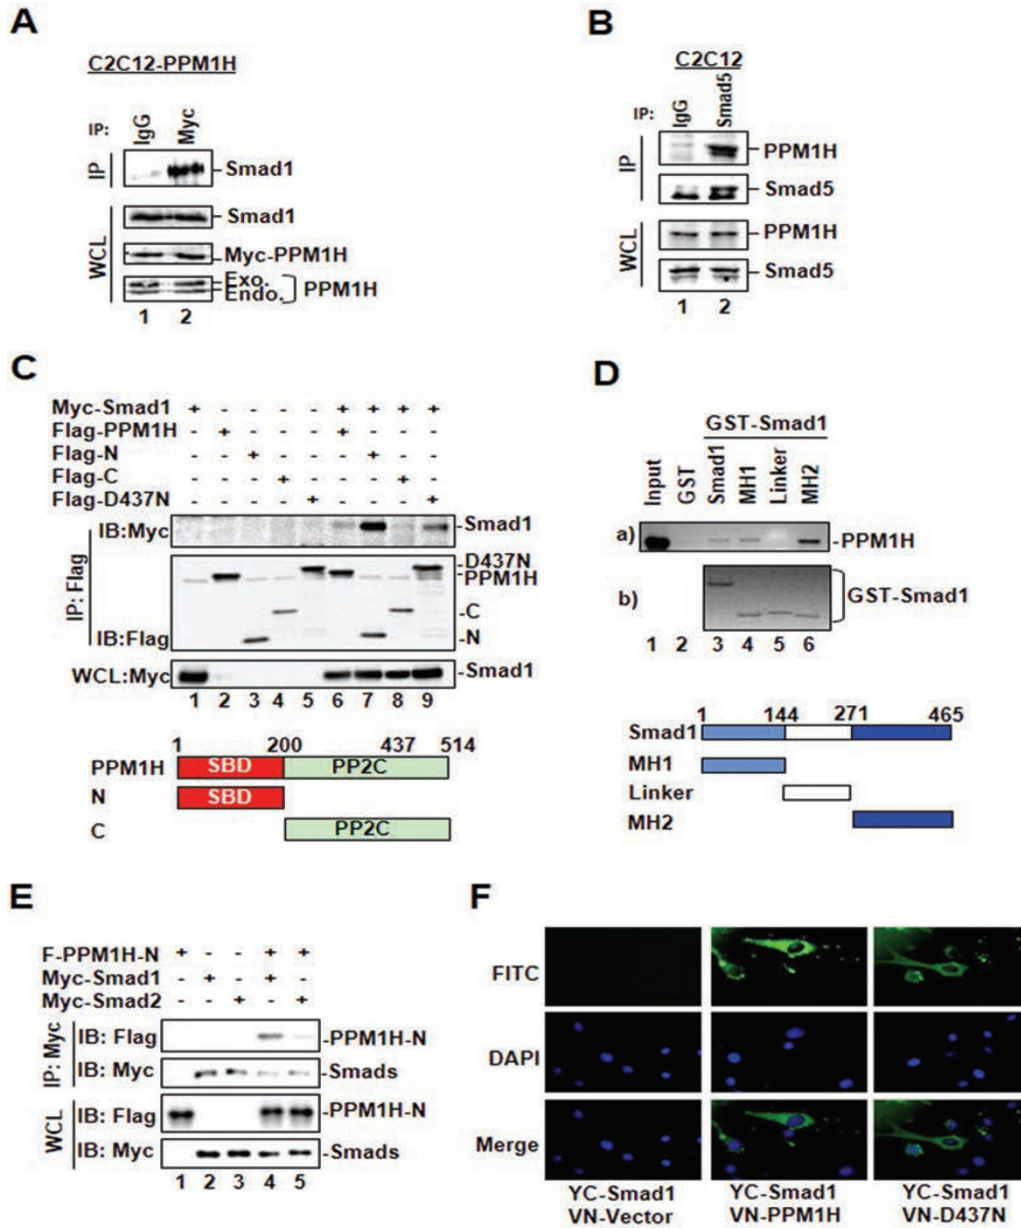 A
C2C12-PPM1H
IP:
IgG
Myc
IP
Smad1
WCL
Smad1
Myc-PPM1H
Exo.
Endo.
PPM1H
1 2
B
C2C12
IP:
IgG
Smad5
IP
PPM1H
Smad5
WCL
PPM1H
Smad5
1 2
C
Myc-Smad1 + - - - - + + + +
Flag-PPM1H - + - - - + - - -
Flag-N - - + - - - + - -
Flag-C - - - + - - - + -
Flag-D437N - - - - + - - - +
IP: Flag
IB:Myc
-Smad1
-D437N
-PPM1H
-C
IB:Flag
-N
WCL:Myc
-Smad1
1 2 3 4 5 6 7 8 9
1 200 437 514
PPM1H SBD PP2C
N SBD
C PP2C
D
GST-Smad1
Input
GST
Smad1
MH1
Linker
MH2
a)
-PPM1H
b)
GST-Smad1
1 2 3 4 5 6
1 144 271 465
Smad1
MH1
Linker
MH2
E
F-PPM1H-N + - - + +
Myc-Smad1 - + - + -
Myc-Smad2 - - + - +
IP: Myc
IB: Flag
-PPM1H-N
IB: Myc
-Smads
WCL
IB: Flag
-PPM1H-N
IB: Myc
-Smads
1 2 3 4 5
F
FITC
DAPI
Merge
YC-Smad1
VN-Vector
YC-Smad1
VN-PPM1H
YC-Smad1
VN-D437N